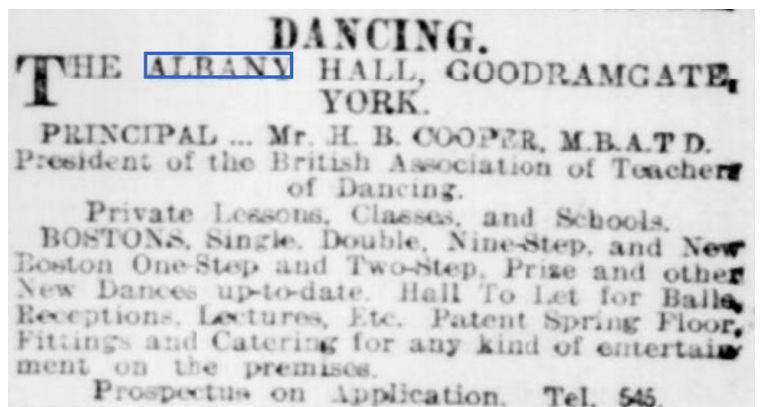 DANCING.
THE ALBANY HALL, GOODRAMGATE,
YORK.
PRINCIPAL ... Mr. H. B. COOPER, M.B.A.T D.
President of the British Association of Teachers
of Dancing.
Private Lessons, Classes, and Schools.
BOSTONS, Single, Double, Nine-Step, and New
Boston One-Step and Two-Step, Prize and other
New Dances up-to-date. Hall To Let for Balls,
Receptions, Lectures, Etc. Patent Spring Floor,
Fittings and Catering for any kind of entertain
ment on the premises.
Prospectus on Application. Tel. 545.